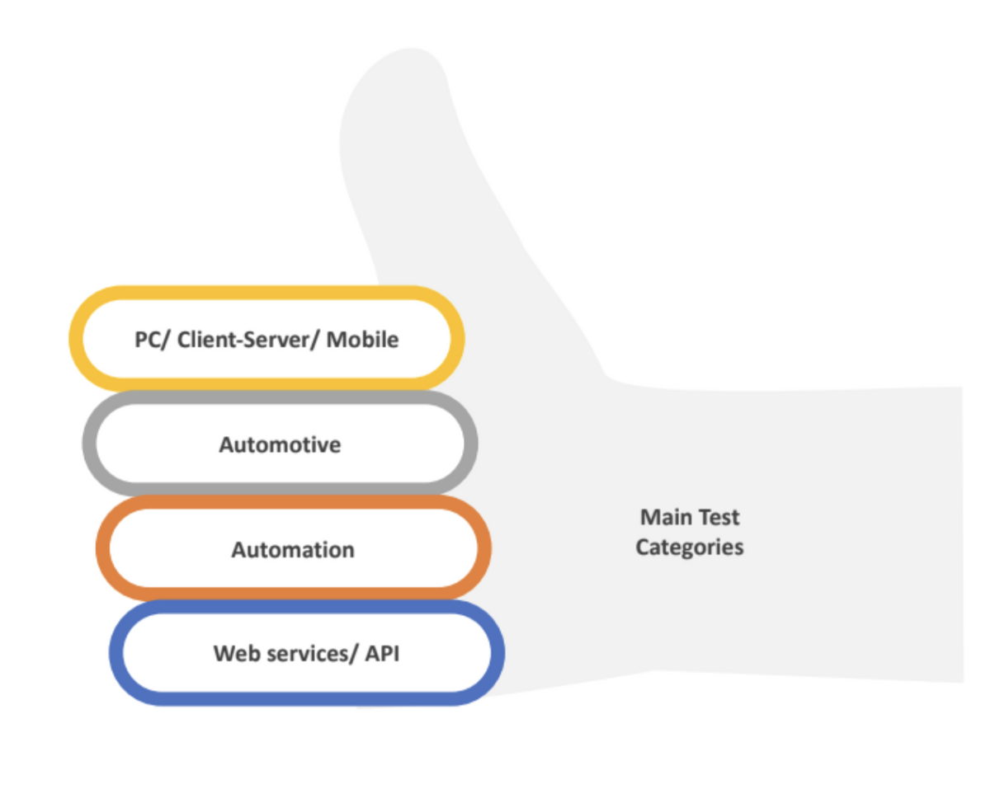 PC/ Client-Server/ Mobile
Automotive
Automation
Web services/ API
Main Test
Categories